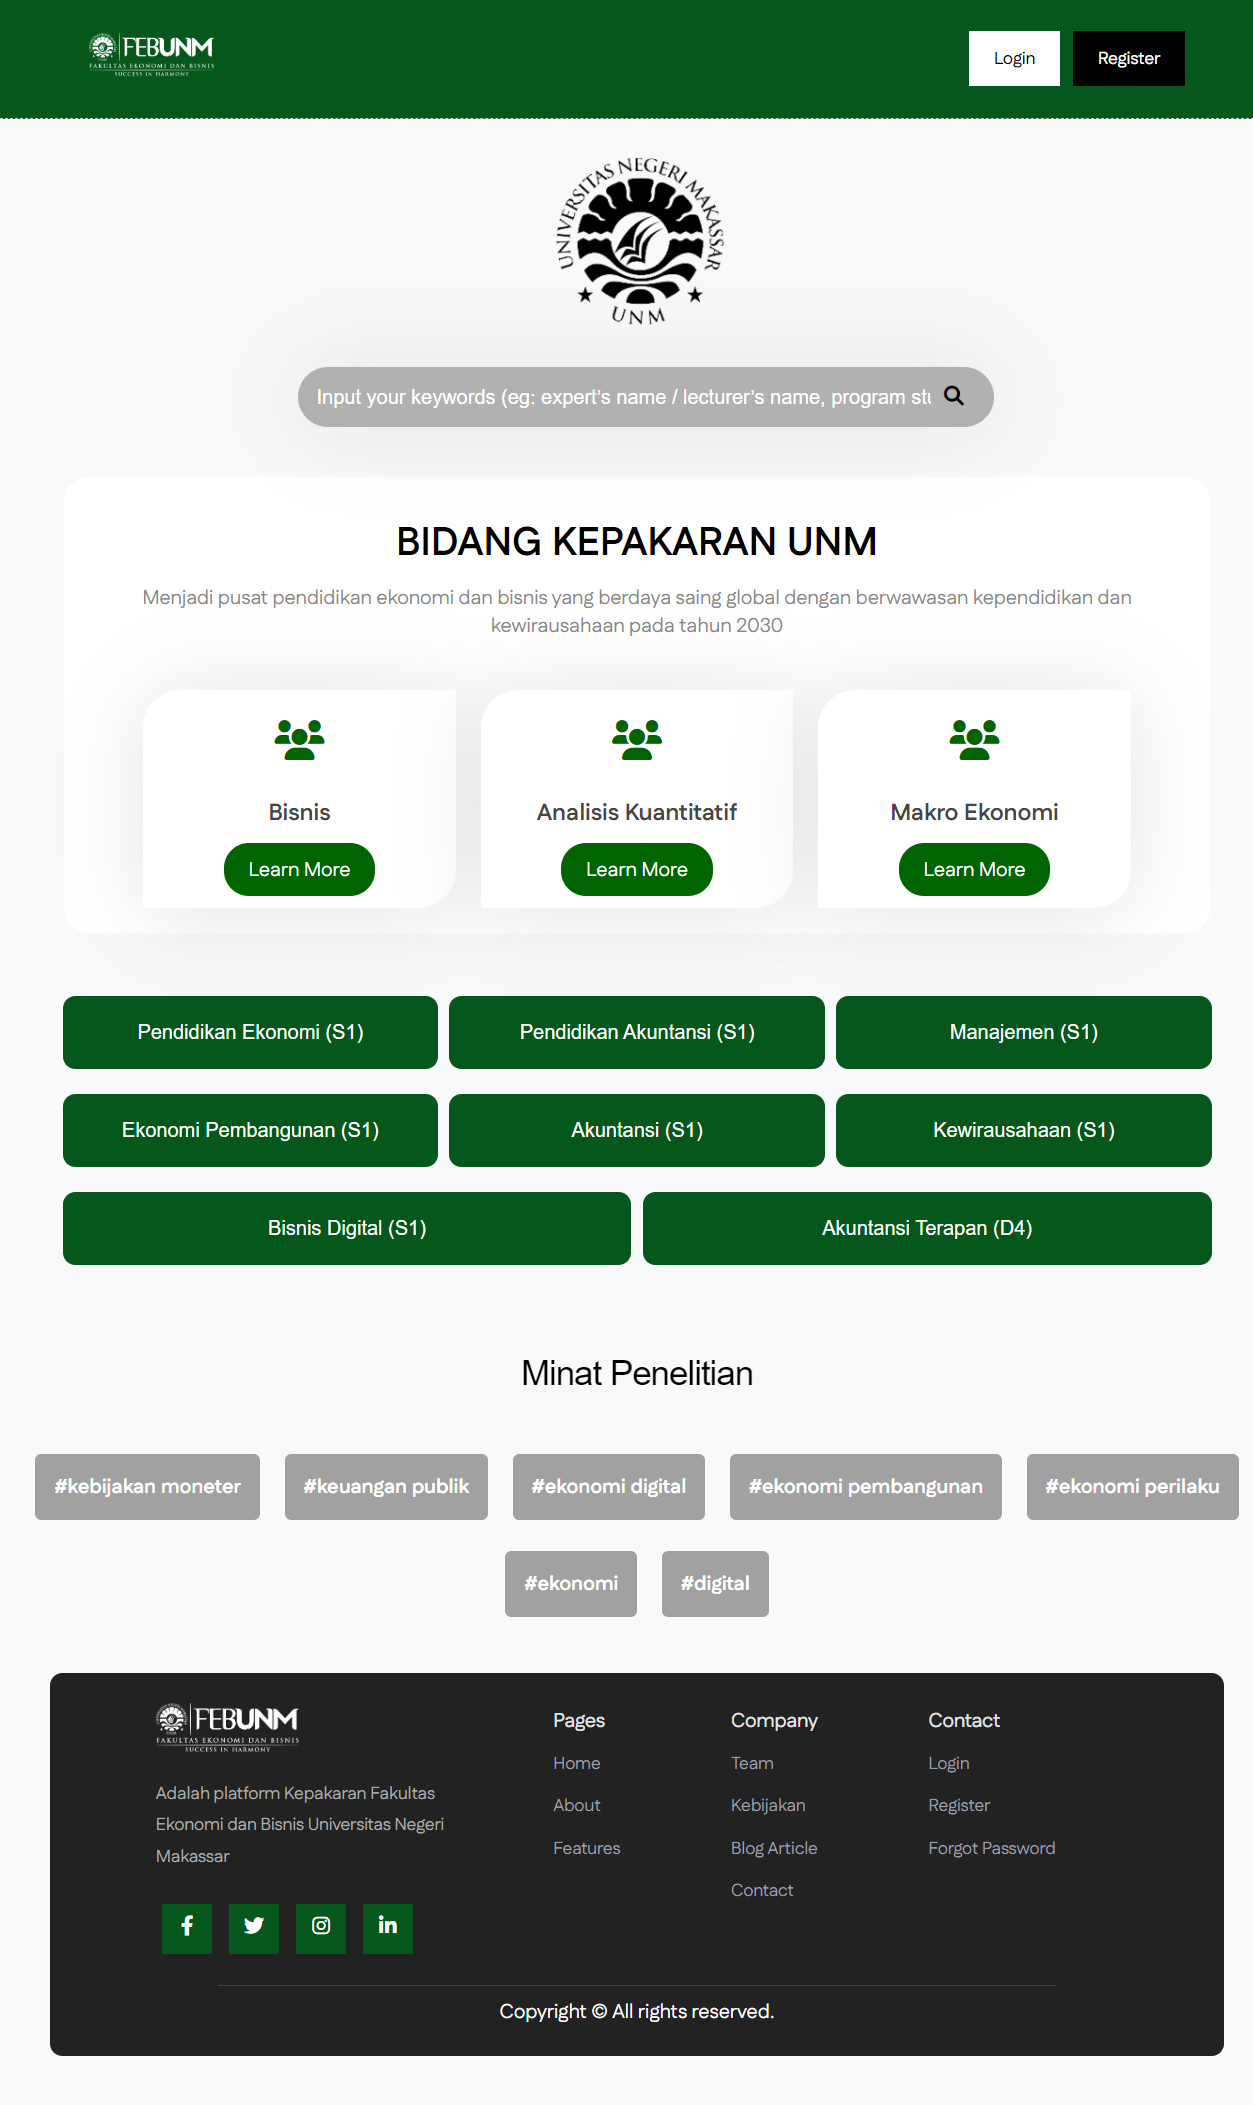 FEBUNM
FAKULTAS EKONOMI DAN BISNIS
SUCCESS IN HARMONY
Login
Register
UNIVERSITAS NEGERI MAKASSAR
UNM
Input your keywords (eg: expert’s name / lecturer’s name, program stu
BIDANG KEPAKARAN UNM
Menjadi pusat pendidikan ekonomi dan bisnis yang berdaya saing global dengan berwawasan kependidikan dan
kewirausahaan pada tahun 2030
Bisnis
Learn More
Analisis Kuantitatif
Learn More
Makro Ekonomi
Learn More
Pendidikan Ekonomi (S1)
Pendidikan Akuntansi (S1)
Manajemen (S1)
Ekonomi Pembangunan (S1)
Akuntansi (S1)
Kewirausahaan (S1)
Bisnis Digital (S1)
Akuntansi Terapan (D4)
Minat Penelitian
#kebijakan moneter
#keuangan publik
#ekonomi digital
#ekonomi pembangunan
#ekonomi perilaku
#ekonomi
#digital
FEBUNM
FAKULTAS EKONOMI DAN BISNIS
SUCCESS IN HARMONY
Adalah platform Kepakaran Fakultas
Ekonomi dan Bisnis Universitas Negeri
Makassar
Pages
Home
About
Features
Company
Team
Kebijakan
Blog Article
Contact
Contact
Login
Register
Forgot Password
Copyright © All rights reserved.